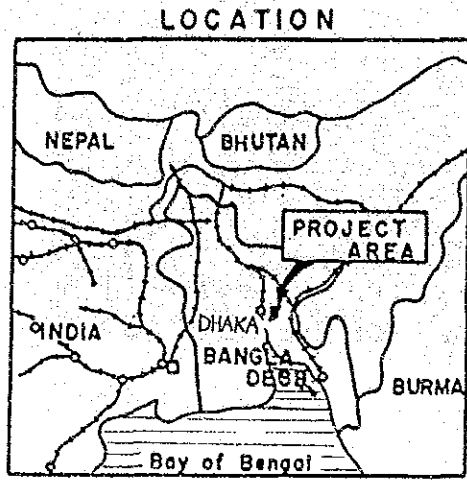 LOCATION
NEPAL
BHUTAN
PROJECT
AREA
INDIA
DHAKA
BANGLA
DESH
BURMA
Bay of Bengal